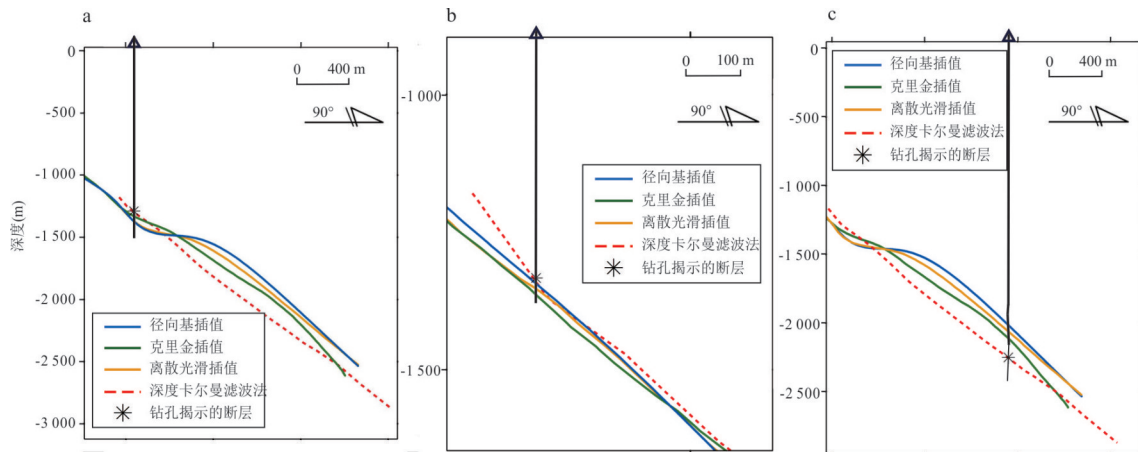 a
0
-500
-1 000
-1 500
-2 000
-2 500
-3 000
深度(m)
0 400 m
90°
径向基插值
克里金插值
离散光滑插值
深度卡尔曼滤波法
钻孔揭示的断层
b
-1 000
-1 500
0 100 m
90°
径向基插值
克里金插值
离散光滑插值
深度卡尔曼滤波法
钻孔揭示的断层
c
0
-500
-1 000
-1 500
-2 000
-2 500
径向基插值
克里金插值
离散光滑插值
深度卡尔曼滤波法
钻孔揭示的断层
0 400 m
90°